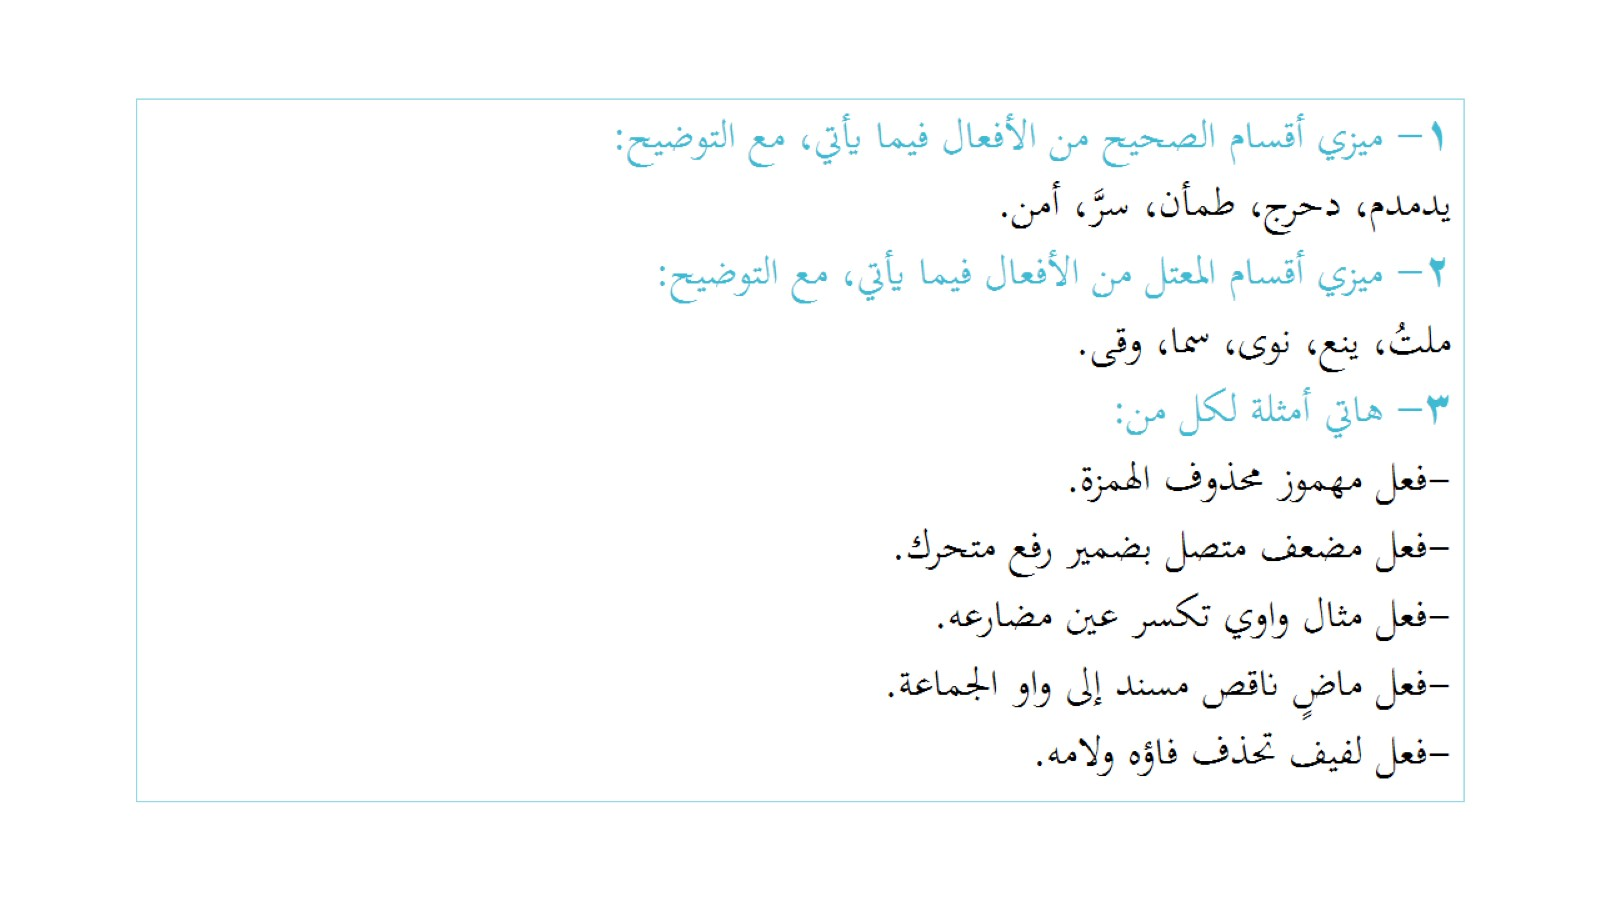 ١- ميزي أقسام الصحيح من الأفعال فيما يأتي، مع التوضيح:
يدمدم، دحرج، طمأن، سرَّ، أمن.
٢- ميزي أقسام المعتل من الأفعال فيما يأتي، مع التوضيح:
ملتُ، ينع، نوى، سما، وقى.
٣- هاتي أمثلة لكل من:
-فعل مهموز محذوف الهمزة.
-فعل مضعف متصل بضمير رفع متحرك.
-فعل مثال واوي تكسر عين مضارعه.
-فعل ماضٍ ناقص مسند إلى واو الجماعة.
-فعل لفيف تحذف فاؤه ولامه.